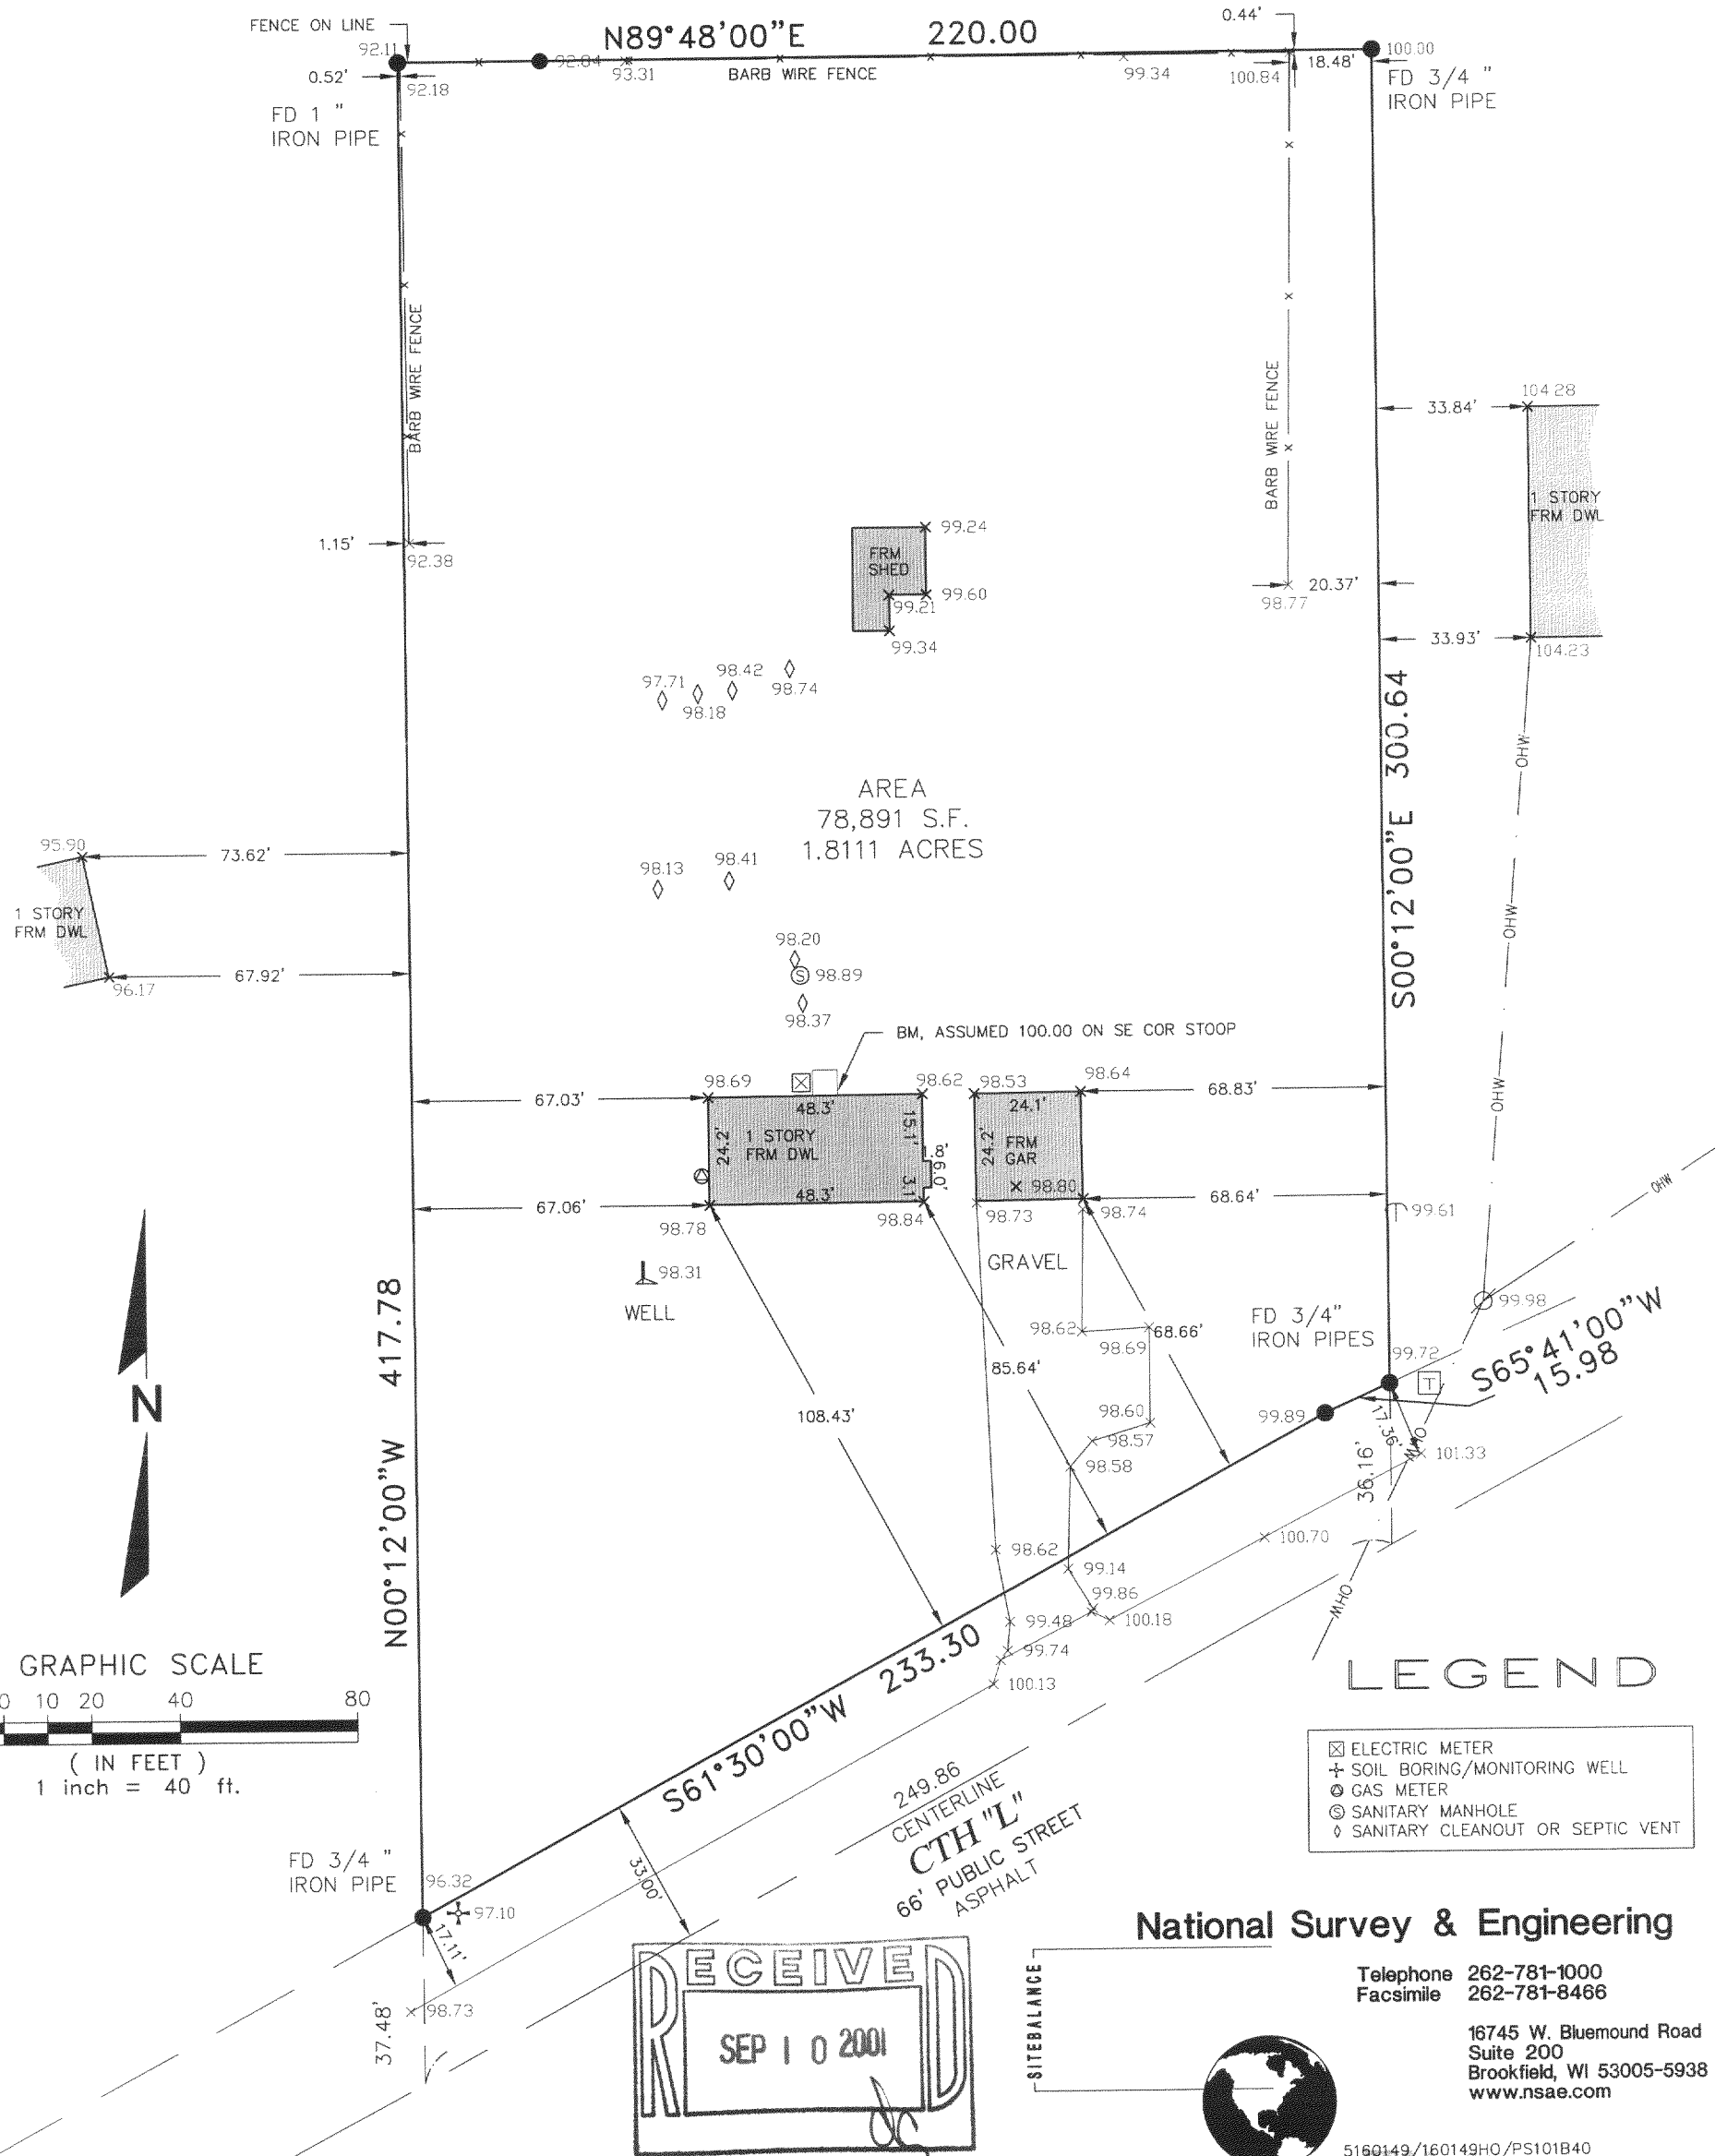 FENCE ON LINE
N89°48'00"E 220.00
0.44'
92.11
92.84
93.31
BARB WIRE FENCE
99.34
100.84
18.48'
100.00
0.52'
92.18
FD 1 "
IRON PIPE
FD 3/4 "
IRON PIPE
BARB WIRE FENCE
BARB WIRE FENCE
33.84'
104.28
1 STORY
FRM DWL
1.15'
92.38
99.24
FRM
SHED
99.60
99.21
99.34
20.37'
98.77
33.93'
104.23
97.71
98.18
98.42
98.74
S00°12'00"E 300.64
OHW
OHW
OHW
AREA
78,891 S.F.
1.8111 ACRES
95.90
73.62'
1 STORY
FRM DWL
67.92'
96.17
98.13
98.41
98.20
S 98.89
98.37
BM, ASSUMED 100.00 ON SE COR STOOP
98.69
98.62
98.53
98.64
67.03'
48.3'
24.1'
68.83'
24.2'
1 STORY
FRM DWL
15.1'
1.8'
6.0'
3.1'
24.2'
FRM
GAR
98.80
67.06'
48.3'
68.64'
98.78
98.84
98.73
98.74
99.61
OHW
98.31
WELL
GRAVEL
98.62
98.69
68.66'
85.64'
108.43'
98.60
98.57
98.58
FD 3/4"
IRON PIPES
99.98
99.72
T
S65°41'00"W
15.98
99.89
17.36'
OHW
101.33
36.16'
100.70
OHW
98.62
99.14
99.86
100.18
99.48
99.74
100.13
N
N00°12'00"W 417.78
S61°30'00"W 233.30
GRAPHIC SCALE
0 10 20 40 80
( IN FEET )
1 inch = 40 ft.
249.86
CENTERLINE
CTH "L"
66' PUBLIC STREET
ASPHALT
33.00'
FD 3/4 "
IRON PIPE
96.32
97.10
17.11'
98.73
37.48'
LEGEND
ELECTRIC METER
SOIL BORING/MONITORING WELL
GAS METER
S SANITARY MANHOLE
SANITARY CLEANOUT OR SEPTIC VENT
RECEIVED
SEP 10 2001
SITEBALANCE
National Survey & Engineering
Telephone 262-781-1000
Facsimile 262-781-8466
16745 W. Bluemound Road
Suite 200
Brookfield, WI 53005-5938
www.nsae.com
5160149/160149HO/PS101B40